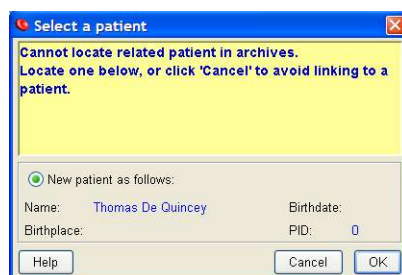 Select a patient
Cannot locate related patient in archives.
Locate one below, or click 'Cancel' to avoid linking to a
patient.
New patient as follows:
Name: Thomas De Quincey Birthdate:
Birthplace: PID: 0
Help Cancel OK